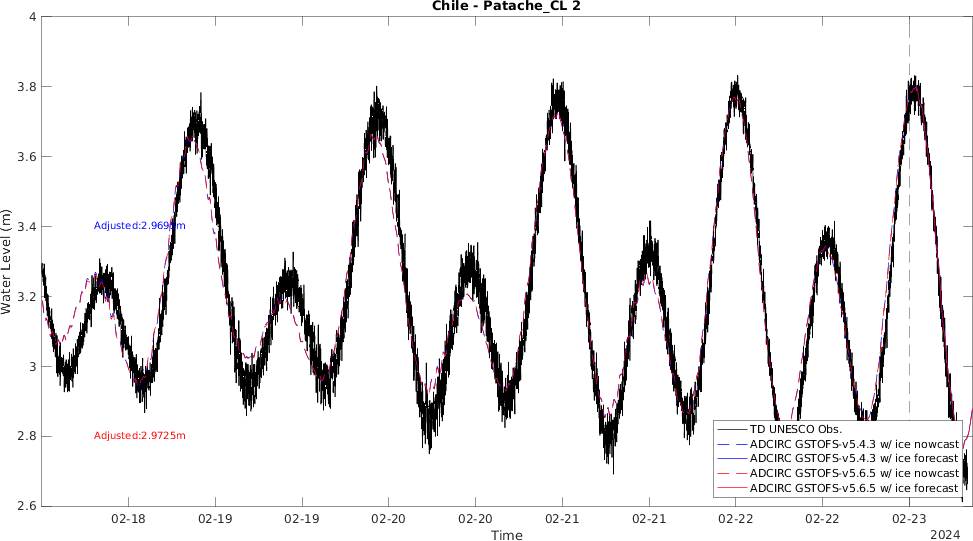 Chile - Patache_CL 2
4
3.8
3.6
3.4
3.2
3
2.8
2.6
Water Level (m)
Adjusted:2.969 m
Adjusted:2.9725m
TD UNESCO Obs.
ADCIRC GSTOFS-v5.4.3 w/ ice nowcast
ADCIRC GSTOFS-v5.4.3 w/ ice forecast
ADCIRC GSTOFS-v5.6.5 w/ ice nowcast
ADCIRC GSTOFS-v5.6.5 w/ ice forecast
02-18 02-19 02-19 02-20 02-20 02-21 02-21 02-22 02-22 02-23
Time
2024